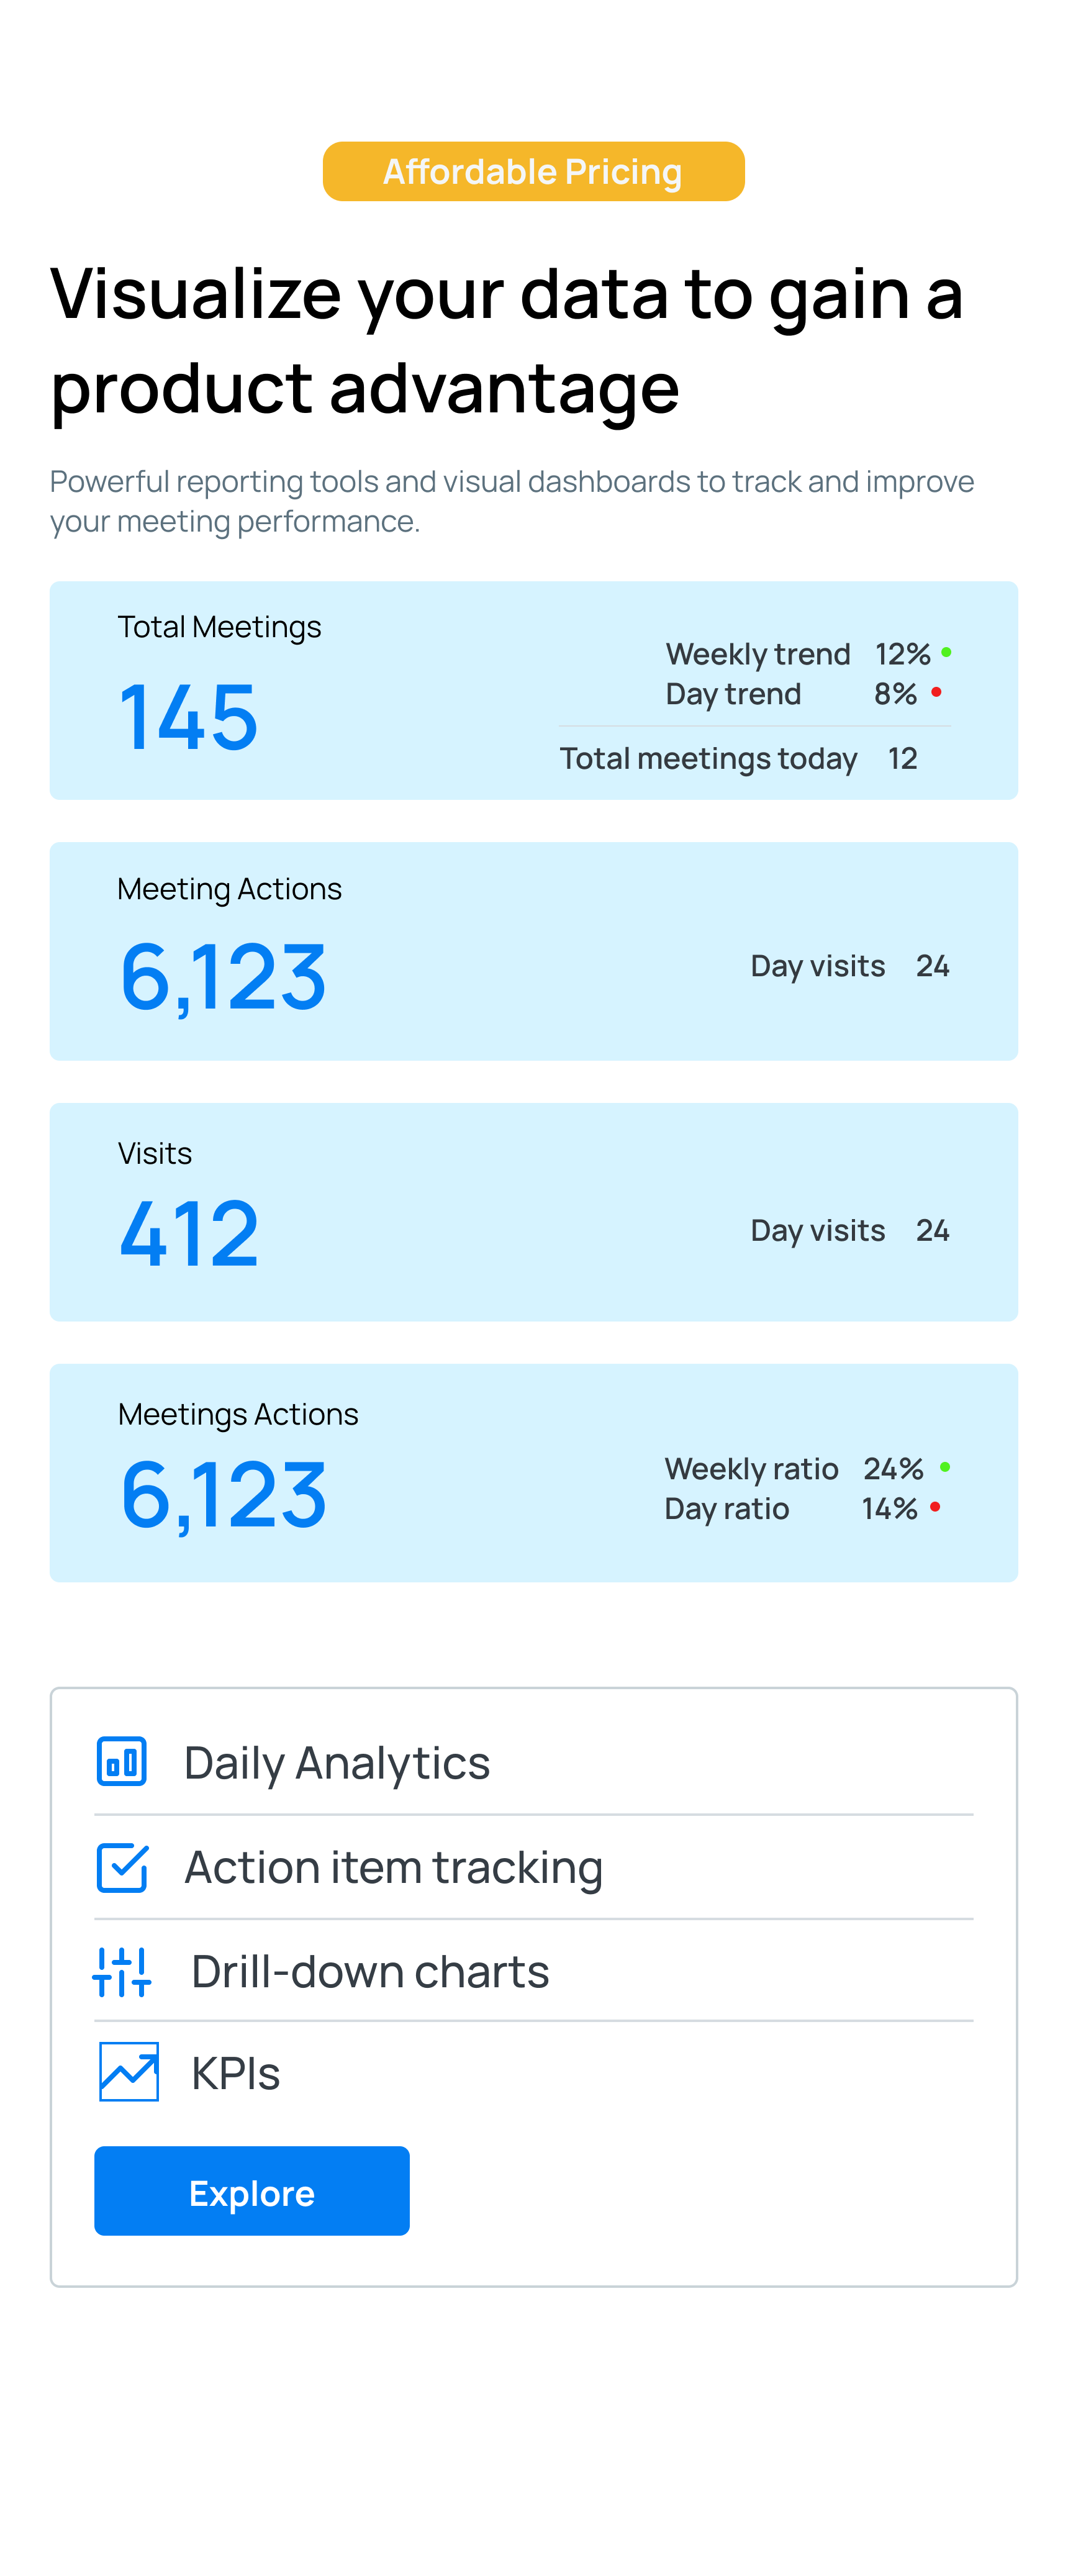 Affordable Pricing
Visualize your data to gain a
product advantage
Powerful reporting tools and visual dashboards to track and improve
your meeting performance.
Total Meetings
145
Weekly trend 12%
Day trend 8%
Total meetings today 12
Meeting Actions
6,123
Day visits 24
Visits
412
Day visits 24
Meetings Actions
6,123
Weekly ratio 24%
Day ratio 14%
Daily Analytics
Action item tracking
Drill-down charts
KPIs
Explore